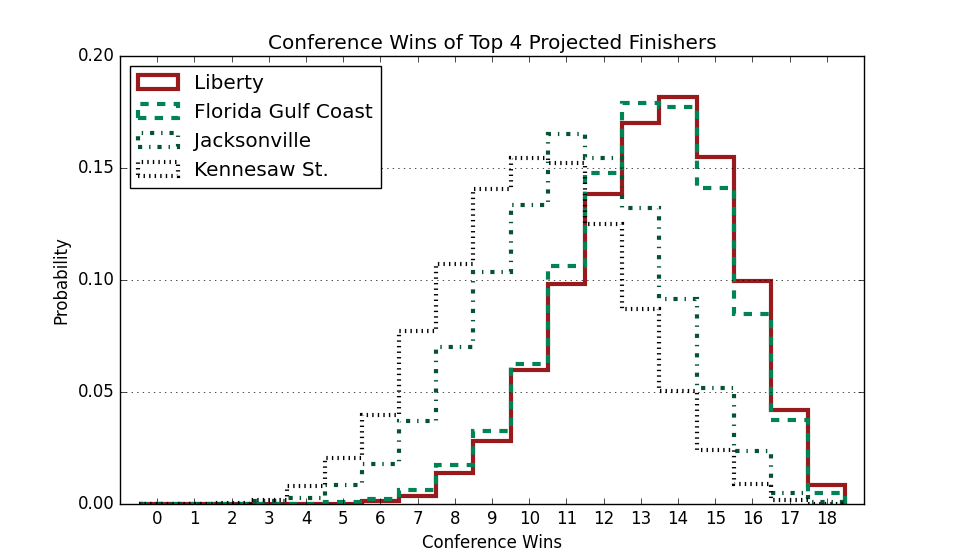 Conference Wins of Top 4 Projected Finishers
0.20
Liberty
Florida Gulf Coast
Jacksonville
Kennesaw St.
0.15
Probability
0.10
0.05
0.00
0 1 2 3 4 5 6 7 8 9 10 11 12 13 14 15 16 17 18
Conference Wins